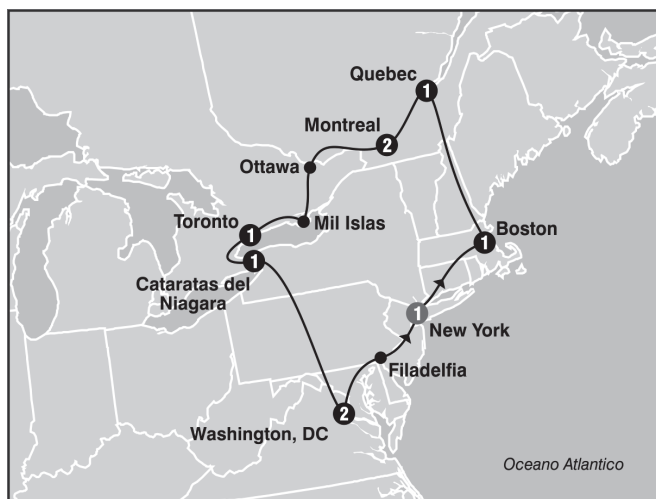 Quebec
1
Montreal
2
Ottawa
Toronto
1
Mil Islas
Boston
1
1
Cataratas del
Niagara
1
New York
Filadelfia
2
Washington, DC
Oceano Atlantico